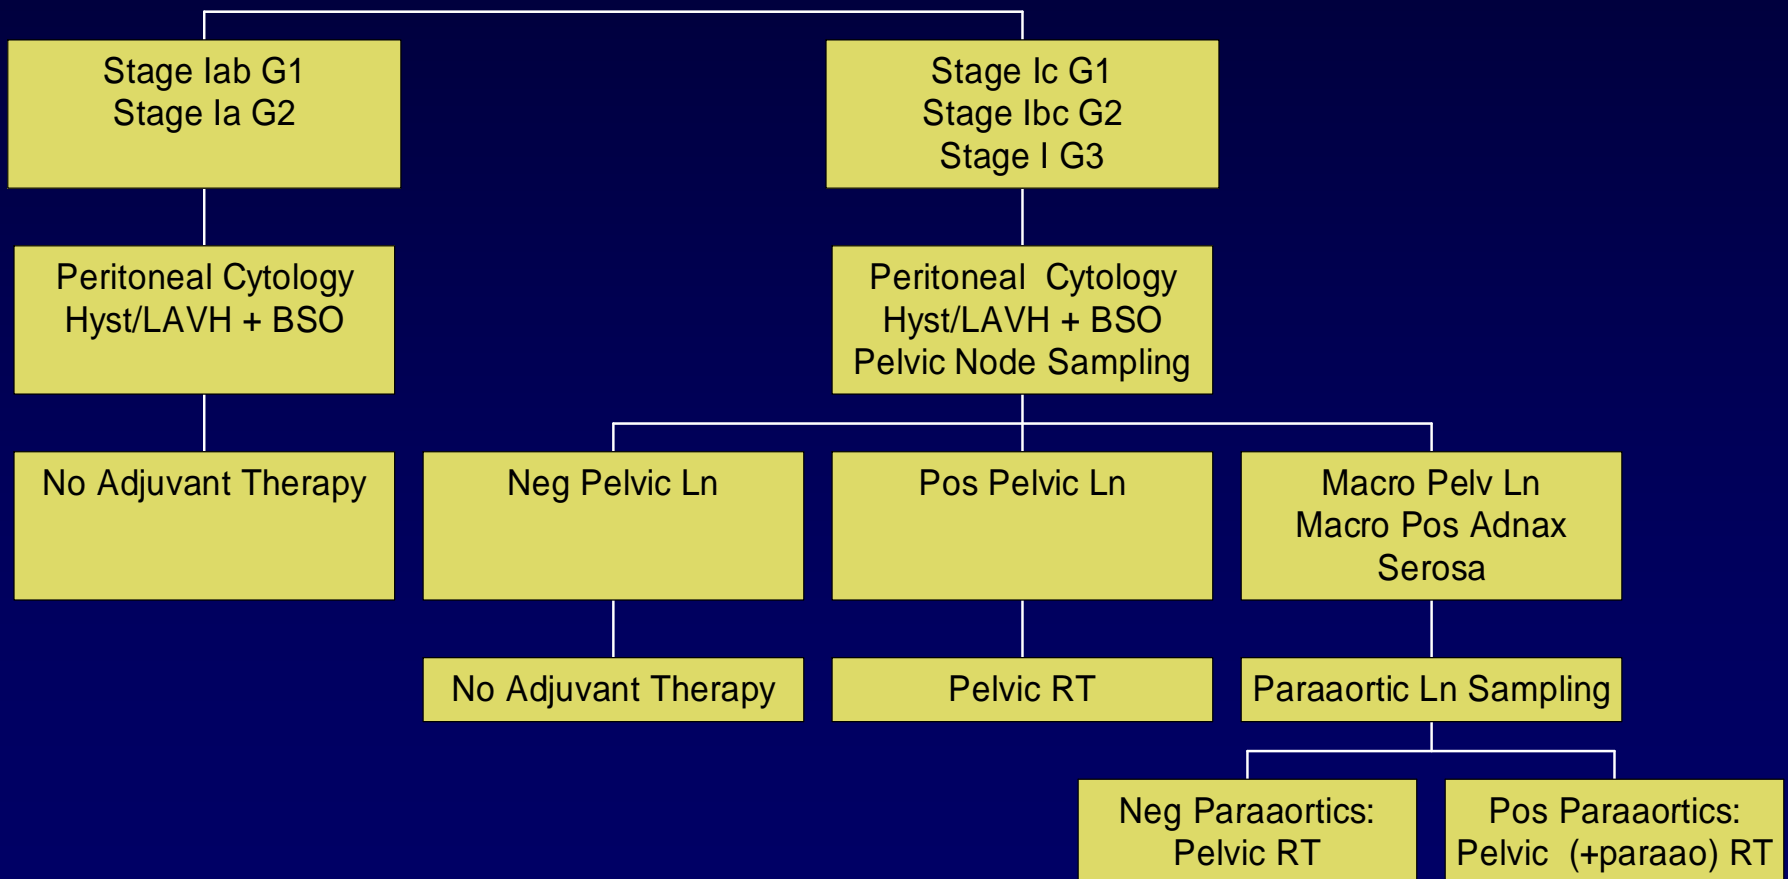 Stage Iab G1
Stage Ia G2
Stage Ic G1
Stage Ibc G2
Stage I G3
Peritoneal Cytology
Hyst/LAVH + BSO
Peritoneal Cytology
Hyst/LAVH + BSO
Pelvic Node Sampling
No Adjuvant Therapy
Neg Pelvic Ln
Pos Pelvic Ln
Macro Pelv Ln
Macro Pos Adnax
Serosa
No Adjuvant Therapy
Pelvic RT
Paraaortic Ln Sampling
Neg Paraaortics:
Pelvic RT
Pos Paraaortics:
Pelvic (+paraao) RT